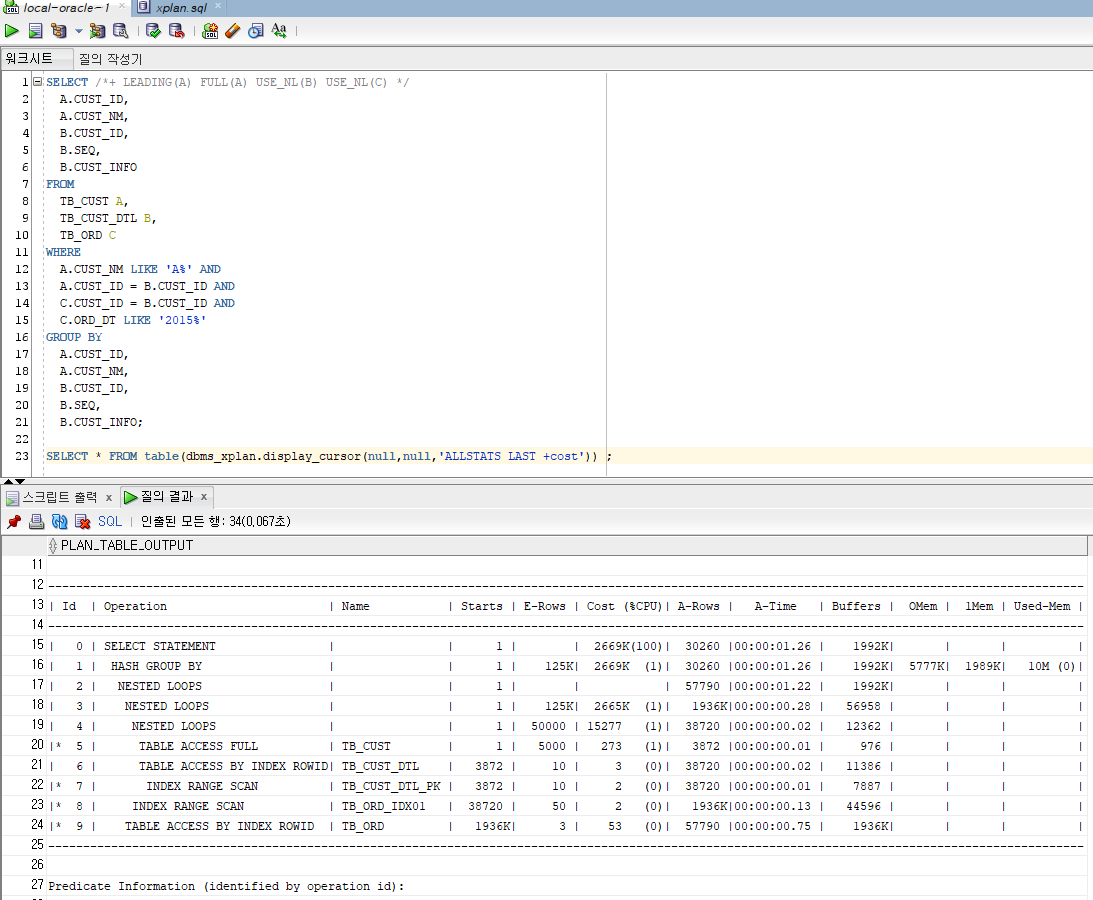 local-oracle~1 xplan.sql
워크시트 질의 작성기
1 SELECT /*+ LEADING(A) FULL(A) USE_NL(B) USE_NL(C) */
2 A.CUST_ID,
3 A.CUST_NM,
4 B.CUST_ID,
5 B.SEQ,
6 B.CUST_INFO
7 FROM
8 TB_CUST A,
9 TB_CUST_DTL B,
10 TB_ORD C
11 WHERE
12 A.CUST_NM LIKE 'A%' AND
13 A.CUST_ID = B.CUST_ID AND
14 C.CUST_ID = B.CUST_ID AND
15 C.ORD_DT LIKE '2015%'
16 GROUP BY
17 A.CUST_ID,
18 A.CUST_NM,
19 B.CUST_ID,
20 B.SEQ,
21 B.CUST_INFO;
22
23 SELECT * FROM table(dbms_xplan.display_cursor(null,null,'ALLSTATS LAST +cost')) ;
스크립트 출력 x 질의 결과 x
SQL | 인출된 모든 행: 34(0,067초)
PLAN_TABLE_OUTPUT
11
12 --------------------------------------------------------------------------------
13 | Id | Operation | Name | Starts | E-Rows | Cost (%CPU)| A-Rows | A-Time | Buffers | OMem | 1Mem | Used-Mem |
14 --------------------------------------------------------------------------------
15 | 0 | SELECT STATEMENT | | 1 | | 2669K(100)| 30260 |00:00:01.26 | 1992K| | | |
16 | 1 | HASH GROUP BY | | 1 | 125K| 2669K (1)| 30260 |00:00:01.26 | 1992K| 5777K| 1989K| 10M (0)|
17 | 2 | NESTED LOOPS | | 1 | | | 57790 |00:00:01.22 | 1992K| | | |
18 | 3 | NESTED LOOPS | | 1 | 125K| 2665K (1)| 1936K|00:00:00.28 | 56958 | | | |
19 | 4 | NESTED LOOPS | | 1 | 50000 | 15277 (1)| 38720 |00:00:00.02 | 12362 | | | |
20 |* 5 | TABLE ACCESS FULL | TB_CUST | 1 | 5000 | 273 (1)| 3872 |00:00:00.01 | 976 | | | |
21 | 6 | TABLE ACCESS BY INDEX ROWID| TB_CUST_DTL | 3872 | 10 | 3 (0)| 38720 |00:00:00.02 | 11386 | | | |
22 |* 7 | INDEX RANGE SCAN | TB_CUST_DTL_PK | 3872 | 10 | 2 (0)| 38720 |00:00:00.01 | 7887 | | | |
23 |* 8 | INDEX RANGE SCAN | TB_ORD_IDX01 | 38720 | 50 | 2 (0)| 1936K|00:00:00.13 | 44596 | | | |
24 |* 9 | TABLE ACCESS BY INDEX ROWID | TB_ORD | 1936K| 3 | 53 (0)| 57790 |00:00:00.75 | 1936K| | | |
25 --------------------------------------------------------------------------------
26
27 Predicate Information (identified by operation id):